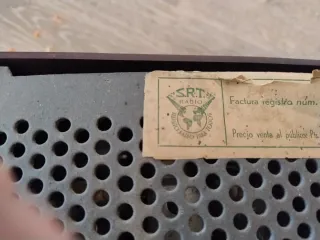 S.R.T.
RADIO
Factura registro núm.
Precio venta al público Ps